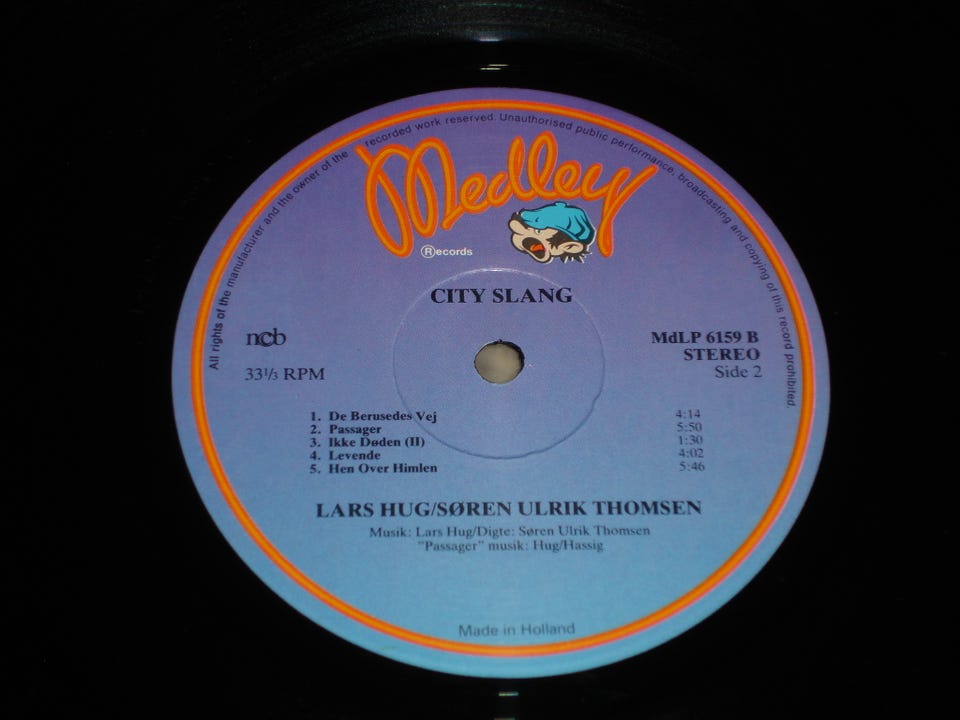 All rights of the manufacturer and the owner of the recorded work reserved. Unauthorised public performance, broadcasting and copying of this record prohibited.
Medley
®ecords
CITY SLANG
ncb
MdLP 6159 B
STEREO
33⅓ RPM
Side 2
1. De Berusedes Vej 4:14
2. Passager 5:50
3. Ikke Døden (II) 1:30
4. Levende 4:02
5. Hen Over Himlen 5:46
LARS HUG/SØREN ULRIK THOMSEN
Musik: Lars Hug/Digte: Søren Ulrik Thomsen
"Passager" musik: Hug/Hassig
Made in Holland